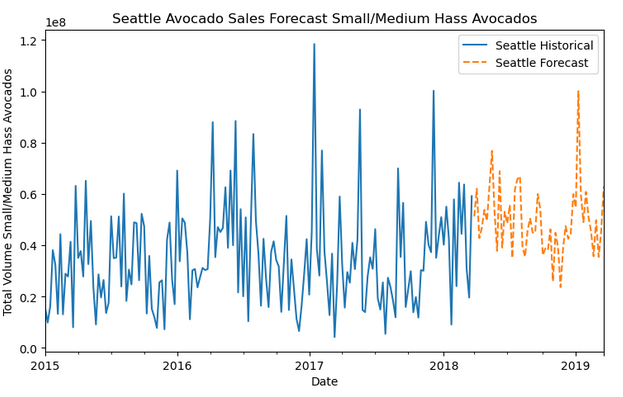 Seattle Avocado Sales Forecast Small/Medium Hass Avocados
1e8
Total Volume Small/Medium Hass Avocados
1.2
1.0
0.8
0.6
0.4
0.2
0.0
Seattle Historical
Seattle Forecast
2015
2016
2017
2018
2019
Date